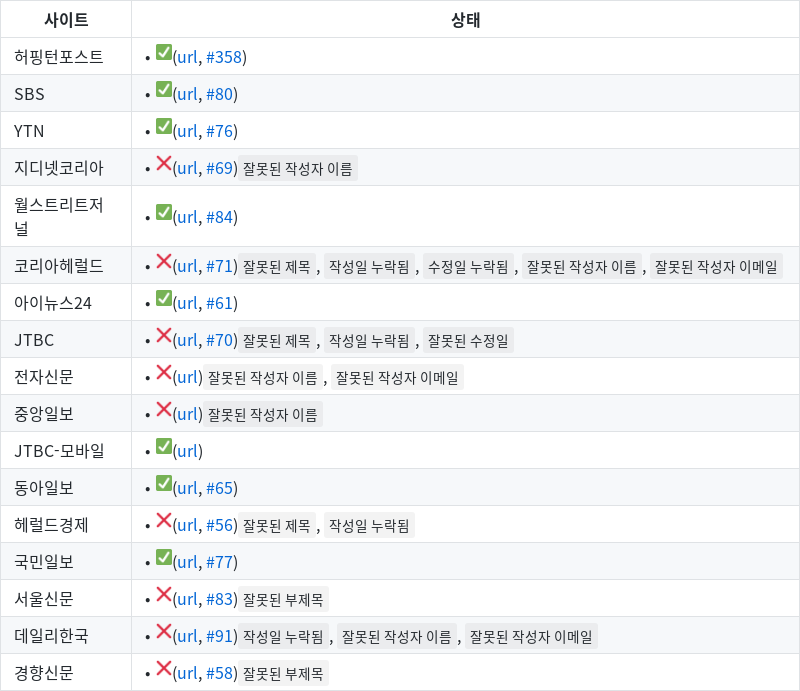 사이트 상태
허핑턴포스트 • ✅(url, #358)
SBS • ✅(url, #80)
YTN • ✅(url, #76)
지디넷코리아 • ❌(url, #69) 잘못된 작성자 이름
월스트리트저
널 • ✅(url, #84)
코리아헤럴드 • ❌(url, #71) 잘못된 제목 , 작성일 누락됨 , 수정일 누락됨 , 잘못된 작성자 이름 , 잘못된 작성자 이메일
아이뉴스24 • ✅(url, #61)
JTBC • ❌(url, #70) 잘못된 제목 , 작성일 누락됨 , 잘못된 수정일
전자신문 • ❌(url) 잘못된 작성자 이름 , 잘못된 작성자 이메일
중앙일보 • ❌(url) 잘못된 작성자 이름
JTBC-모바일 • ✅(url)
동아일보 • ✅(url, #65)
헤럴드경제 • ❌(url, #56) 잘못된 제목 , 작성일 누락됨
국민일보 • ✅(url, #77)
서울신문 • ❌(url, #83) 잘못된 부제목
데일리한국 • ❌(url, #91) 작성일 누락됨 , 잘못된 작성자 이름 , 잘못된 작성자 이메일
경향신문 • ❌(url, #58) 잘못된 부제목